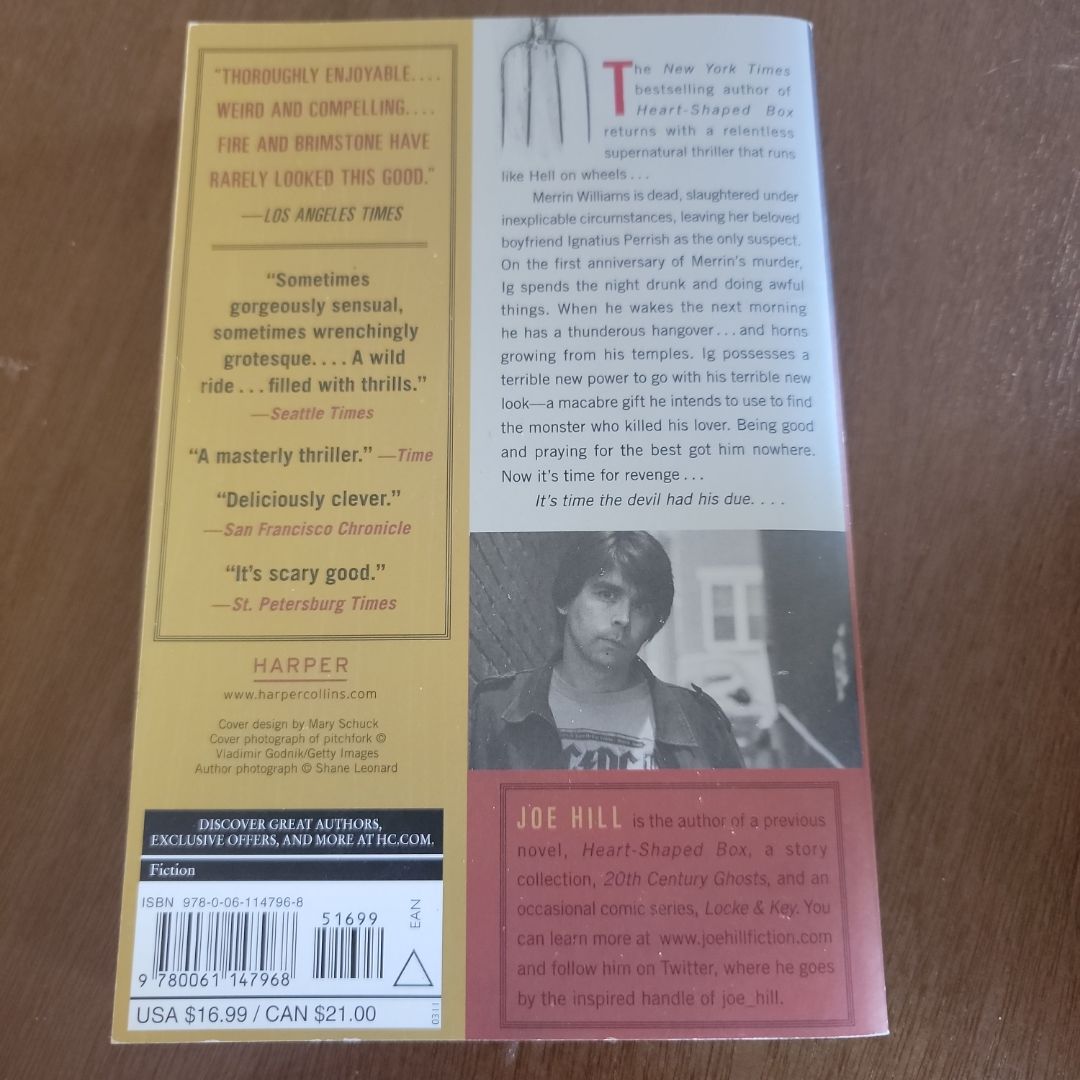 "THOROUGHLY ENJOYABLE....
WEIRD AND COMPELLING....
FIRE AND BRIMSTONE HAVE
RARELY LOOKED THIS GOOD."
—LOS ANGELES TIMES
"Sometimes
gorgeously sensual,
sometimes wrenchingly
grotesque.... A wild
ride...filled with thrills."
—Seattle Times
"A masterly thriller." —Time
"Deliciously clever."
—San Francisco Chronicle
"It's scary good."
—St. Petersburg Times
HARPER
www.harpercollins.com
Cover design by Mary Schuck
Cover photograph of pitchfork ©
Vladimir Godnik/Getty Images
Author photograph © Shane Leonard
DISCOVER GREAT AUTHORS,
EXCLUSIVE OFFERS, AND MORE AT HC.COM.
Fiction
ISBN 978-0-06-114796-8
51699
EAN
9 780061 147968
USA $16.99 / CAN $21.00
0311
The New York Times
bestselling author of
Heart-Shaped Box
returns with a relentless
supernatural thriller that runs
like Hell on wheels...
Merrin Williams is dead, slaughtered under
inexplicable circumstances, leaving her beloved
boyfriend Ignatius Perrish as the only suspect.
On the first anniversary of Merrin's murder,
Ig spends the night drunk and doing awful
things. When he wakes the next morning
he has a thunderous hangover...and horns
growing from his temples. Ig possesses a
terrible new power to go with his terrible new
look—a macabre gift he intends to use to find
the monster who killed his lover. Being good
and praying for the best got him nowhere.
Now it's time for revenge...
It's time the devil had his due....
JOE HILL is the author of a previous
novel, Heart-Shaped Box, a story
collection, 20th Century Ghosts, and an
occasional comic series, Locke & Key. You
can learn more at www.joehillfiction.com
and follow him on Twitter, where he goes
by the inspired handle of joe_hill.